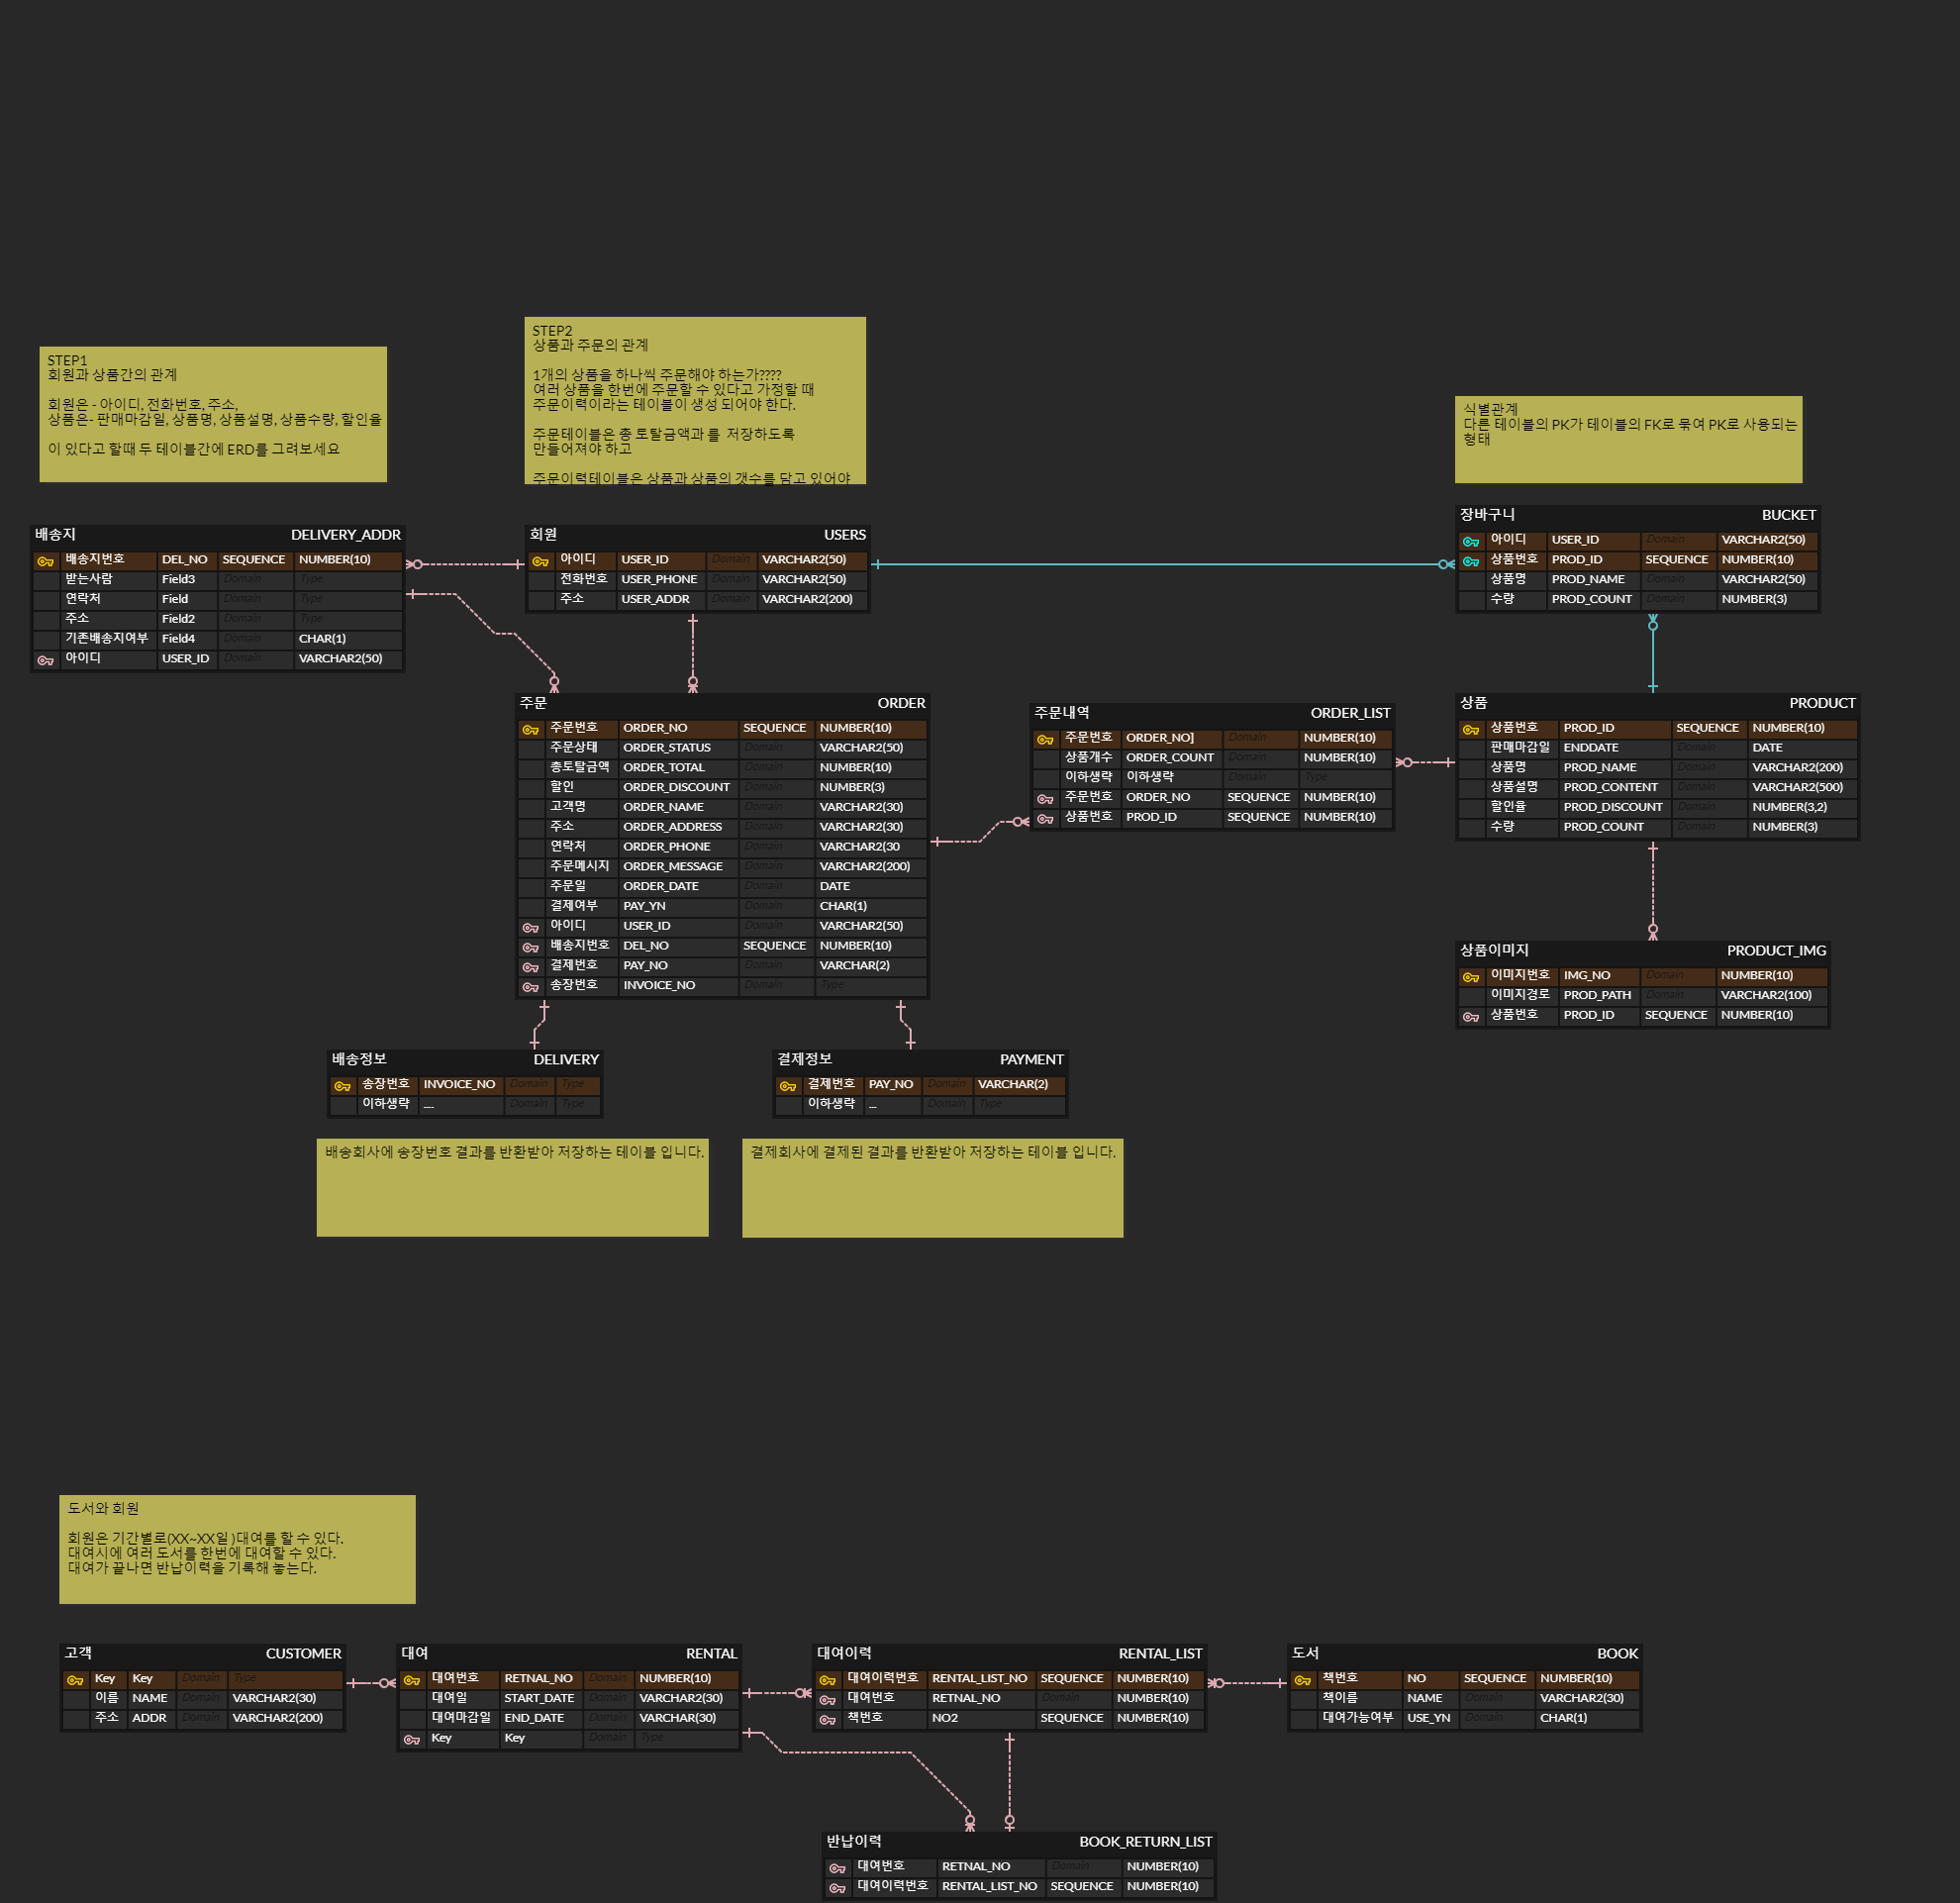 STEP1
회원과 상품간의 관계
회원은 - 아이디, 전화번호, 주소,
상품은- 판매마감일, 상품명, 상품설명, 상품수량, 할인율
이 있다고 할때 두 테이블간에 ERD를 그려보세요
STEP2
상품과 주문의 관계
1개의 상품을 하나씩 주문해야 하는가????
여러 상품을 한번에 주문할 수 있다고 가정할 때
주문이력이라는 테이블이 생성 되어야 한다.
주문테이블은 총 토탈금액과 를 저장하도록
만들어져야 하고
주문이력테이블은 상품과 상품의 갯수를 담고 있어야
식별관계
다른 테이블의 PK가 테이블의 FK로 묶여 PK로 사용되는
형태
배송지 DELIVERY_ADDR
배송지번호 DEL_NO SEQUENCE NUMBER(10)
받는사람 Field3 Domain Type
연락처 Field Domain Type
주소 Field2 Domain Type
기존배송지여부 Field4 Domain CHAR(1)
아이디 USER_ID Domain VARCHAR2(50)
회원 USERS
아이디 USER_ID Domain VARCHAR2(50)
전화번호 USER_PHONE Domain VARCHAR2(50)
주소 USER_ADDR Domain VARCHAR2(200)
장바구니 BUCKET
아이디 USER_ID Domain VARCHAR2(50)
상품번호 PROD_ID SEQUENCE NUMBER(10)
상품명 PROD_NAME Domain VARCHAR2(50)
수량 PROD_COUNT Domain NUMBER(3)
주문 ORDER
주문번호 ORDER_NO SEQUENCE NUMBER(10)
주문상태 ORDER_STATUS Domain VARCHAR2(50)
총토탈금액 ORDER_TOTAL Domain NUMBER(10)
할인 ORDER_DISCOUNT Domain NUMBER(3)
고객명 ORDER_NAME Domain VARCHAR2(30)
주소 ORDER_ADDRESS Domain VARCHAR2(30)
연락처 ORDER_PHONE Domain VARCHAR2(30
주문메시지 ORDER_MESSAGE Domain VARCHAR2(200)
주문일 ORDER_DATE Domain DATE
결제여부 PAY_YN Domain CHAR(1)
아이디 USER_ID Domain VARCHAR2(50)
배송지번호 DEL_NO SEQUENCE NUMBER(10)
결제번호 PAY_NO Domain VARCHAR(2)
송장번호 INVOICE_NO Domain Type
주문내역 ORDER_LIST
주문번호 ORDER_NO] Domain NUMBER(10)
상품개수 ORDER_COUNT Domain NUMBER(10)
이하생략 이하생략 Domain Type
주문번호 ORDER_NO SEQUENCE NUMBER(10)
상품번호 PROD_ID SEQUENCE NUMBER(10)
상품 PRODUCT
상품번호 PROD_ID SEQUENCE NUMBER(10)
판매마감일 ENDDATE Domain DATE
상품명 PROD_NAME Domain VARCHAR2(200)
상품설명 PROD_CONTENT Domain VARCHAR2(500)
할인율 PROD_DISCOUNT Domain NUMBER(3,2)
수량 PROD_COUNT Domain NUMBER(3)
상품이미지 PRODUCT_IMG
이미지번호 IMG_NO Domain NUMBER(10)
이미지경로 PROD_PATH Domain VARCHAR2(100)
상품번호 PROD_ID SEQUENCE NUMBER(10)
배송정보 DELIVERY
송장번호 INVOICE_NO Domain Type
이하생략 .... Domain Type
결제정보 PAYMENT
결제번호 PAY_NO Domain VARCHAR(2)
이하생략 ... Domain Type
배송회사에 송장번호 결과를 반환받아 저장하는 테이블 입니다.
결제회사에 결제된 결과를 반환받아 저장하는 테이블 입니다.
도서와 회원
회원은 기간별로(XX~XX일 )대여를 할 수 있다.
대여시에 여러 도서를 한번에 대여할 수 있다.
대여가 끝나면 반납이력을 기록해 놓는다.
고객 CUSTOMER
Key Key Domain Type
이름 NAME Domain VARCHAR2(30)
주소 ADDR Domain VARCHAR2(200)
대여 RENTAL
대여번호 RETNAL_NO Domain NUMBER(10)
대여일 START_DATE Domain VARCHAR2(30)
대여마감일 END_DATE Domain VARCHAR(30)
Key Key Domain Type
대여이력 RENTAL_LIST
대여이력번호 RENTAL_LIST_NO SEQUENCE NUMBER(10)
대여번호 RETNAL_NO Domain NUMBER(10)
책번호 NO2 SEQUENCE NUMBER(10)
도서 BOOK
책번호 NO SEQUENCE NUMBER(10)
책이름 NAME Domain VARCHAR2(30)
대여가능여부 USE_YN Domain CHAR(1)
반납이력 BOOK_RETURN_LIST
대여번호 RETNAL_NO Domain NUMBER(10)
대여이력번호 RENTAL_LIST_NO SEQUENCE NUMBER(10)